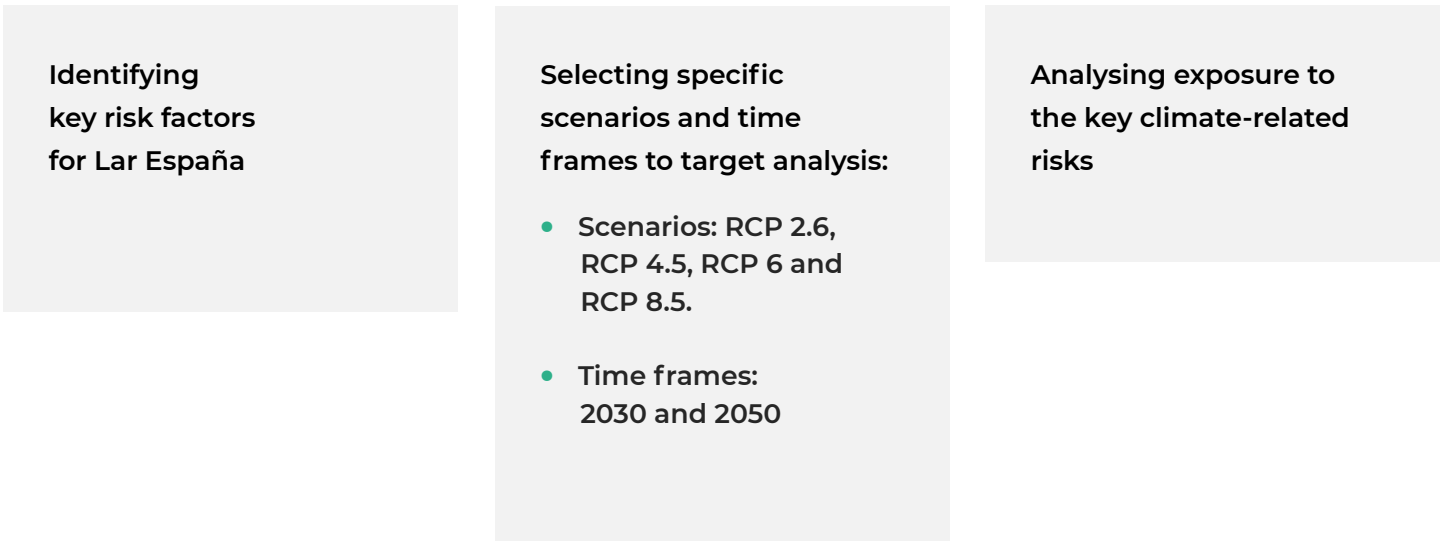 Identifying
key risk factors
for Lar España
Selecting specific
scenarios and time
frames to target analysis:
Scenarios: RCP 2.6,
RCP 4.5, RCP 6 and
RCP 8.5.
Time frames:
2030 and 2050
Analysing exposure to
the key climate-related
risks